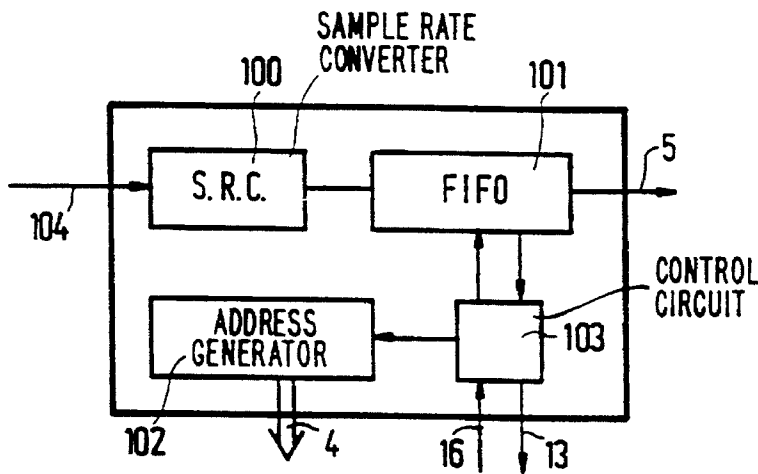 SAMPLE RATE
CONVERTER
100
101
S.R.C.
FIFO
5
104
CONTROL
CIRCUIT
ADDRESS
GENERATOR
103
102
4
16
13